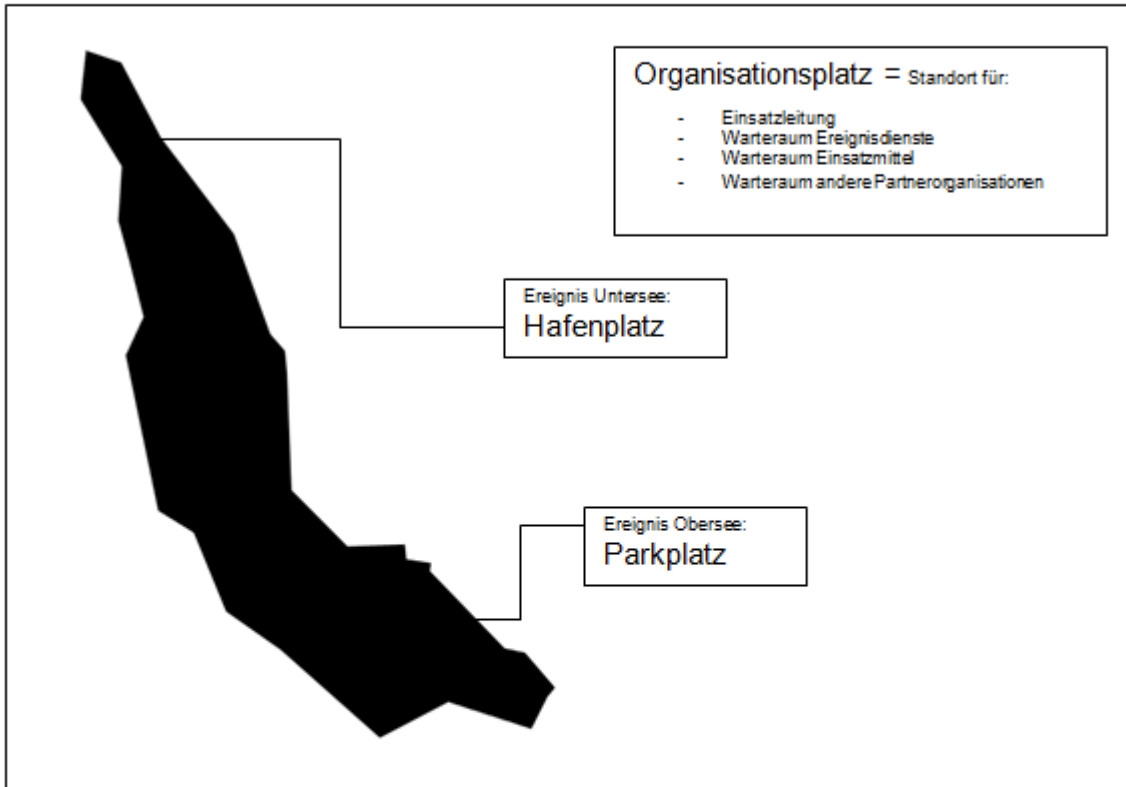 Organisationsplatz = Standort für:
- Einsatzleitung
- Warteraum Ereignisdienste
- Warteraum Einsatzmittel
- Warteraum andere Partnerorganisationen
Ereignis Untersee:
Hafenplatz
Ereignis Obersee:
Parkplatz